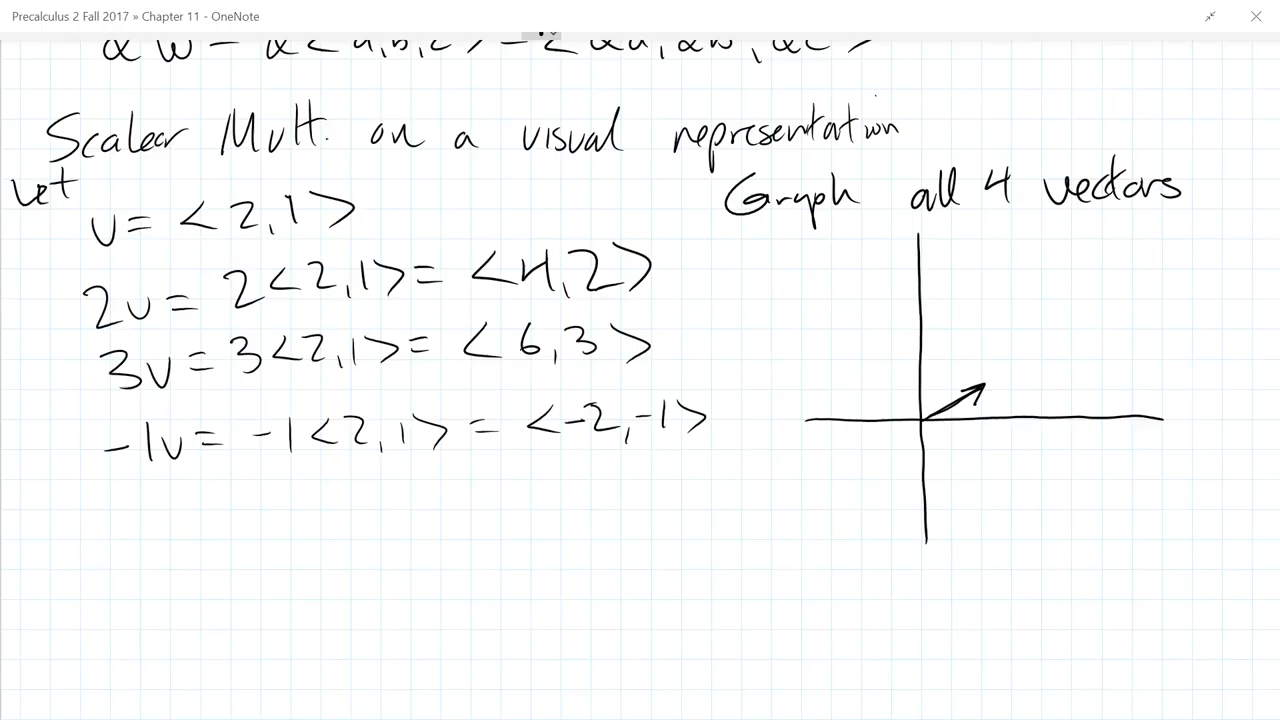 Precalculus 2 Fall 2017 » Chapter 11 - OneNote
Scalear Mult. on a visual representation
Let
Graph all 4 vectors
v = <2,1>
2v = 2<2,1> = <4,2>
3v = 3<2,1> = <6,3>
-1v = -1<2,1> = <-2,-1>